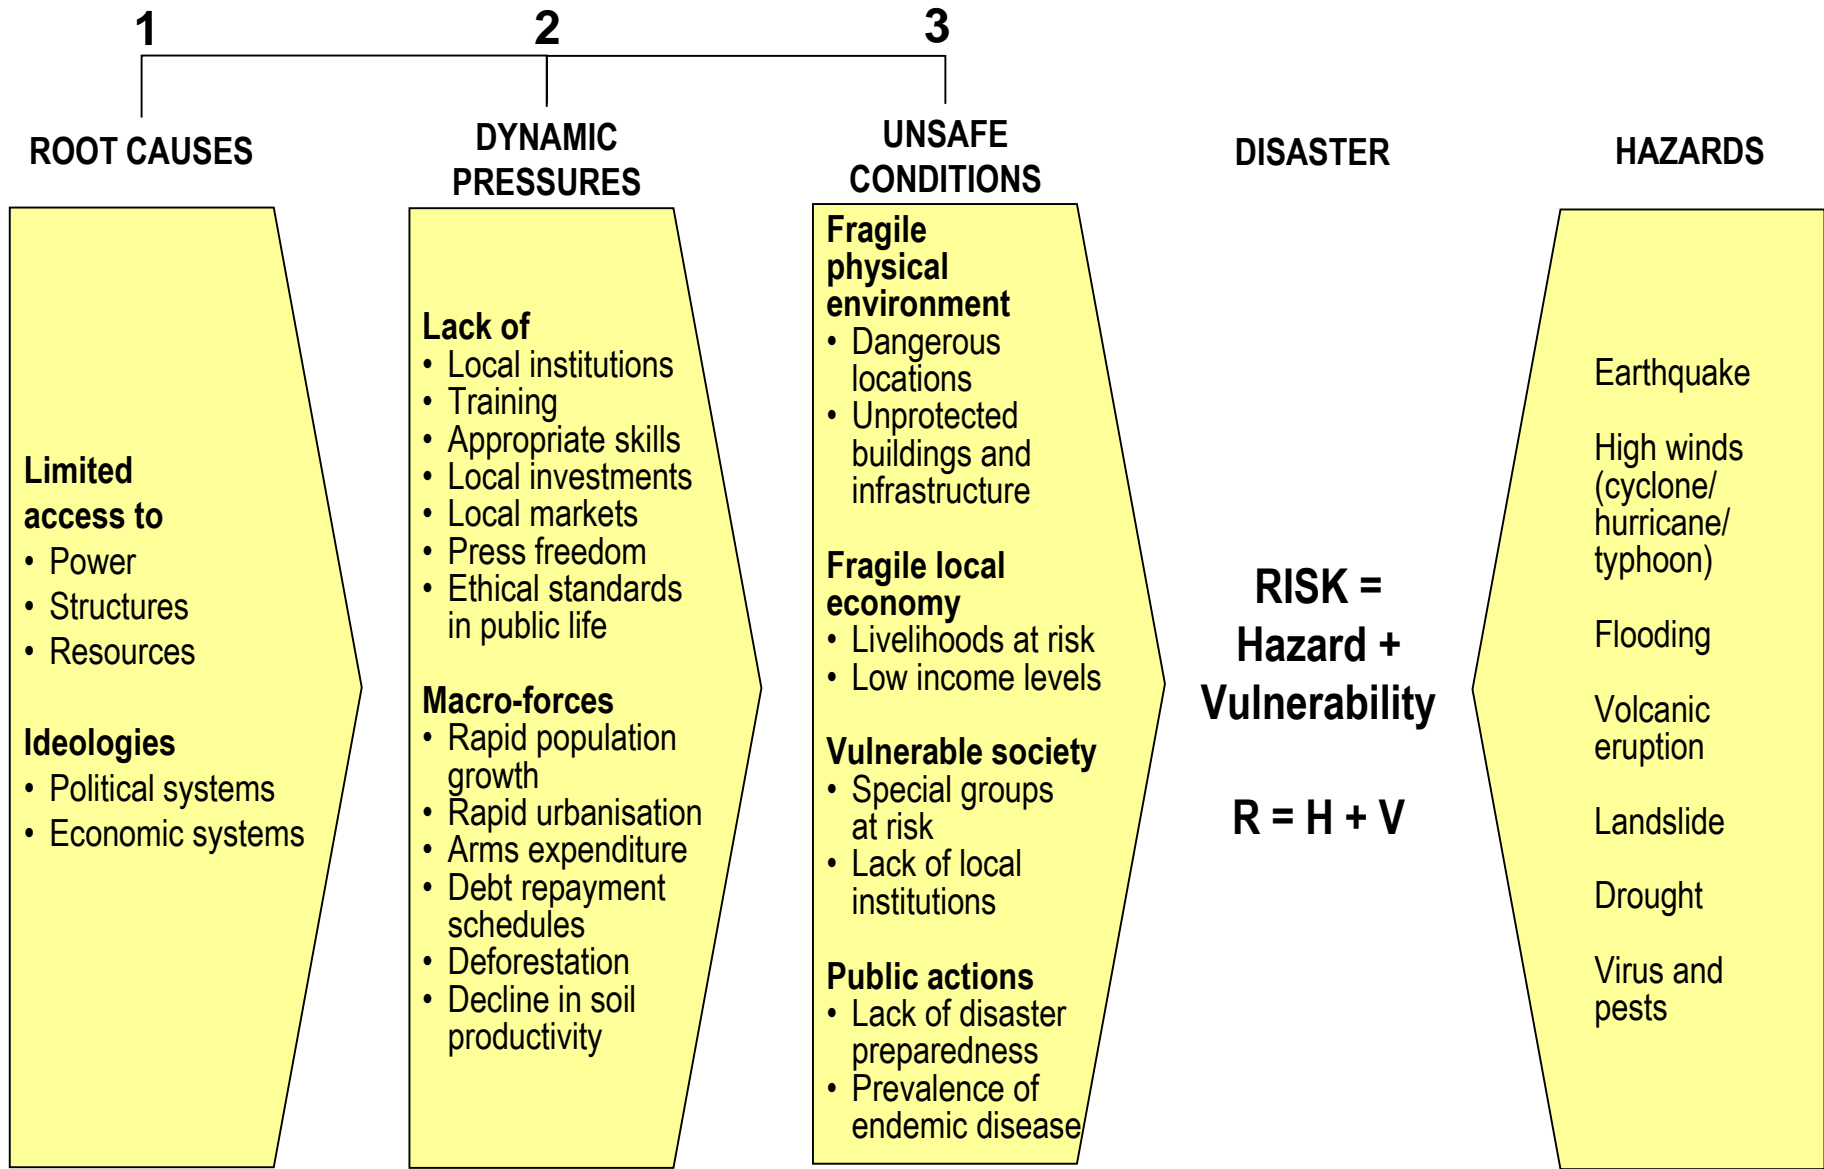 1
2
3
ROOT CAUSES
DYNAMIC
PRESSURES
UNSAFE
CONDITIONS
DISASTER
HAZARDS
Limited
access to
• Power
• Structures
• Resources
Ideologies
• Political systems
• Economic systems
Lack of
• Local institutions
• Training
• Appropriate skills
• Local investments
• Local markets
• Press freedom
• Ethical standards
in public life
Macro-forces
• Rapid population
growth
• Rapid urbanisation
• Arms expenditure
• Debt repayment
schedules
• Deforestation
• Decline in soil
productivity
Fragile
physical
environment
• Dangerous
locations
• Unprotected
buildings and
infrastructure
Fragile local
economy
• Livelihoods at risk
• Low income levels
Vulnerable society
• Special groups
at risk
• Lack of local
institutions
Public actions
• Lack of disaster
preparedness
• Prevalence of
endemic disease
RISK =
Hazard +
Vulnerability
R = H + V
Earthquake
High winds
(cyclone/
hurricane/
typhoon)
Flooding
Volcanic
eruption
Landslide
Drought
Virus and
pests